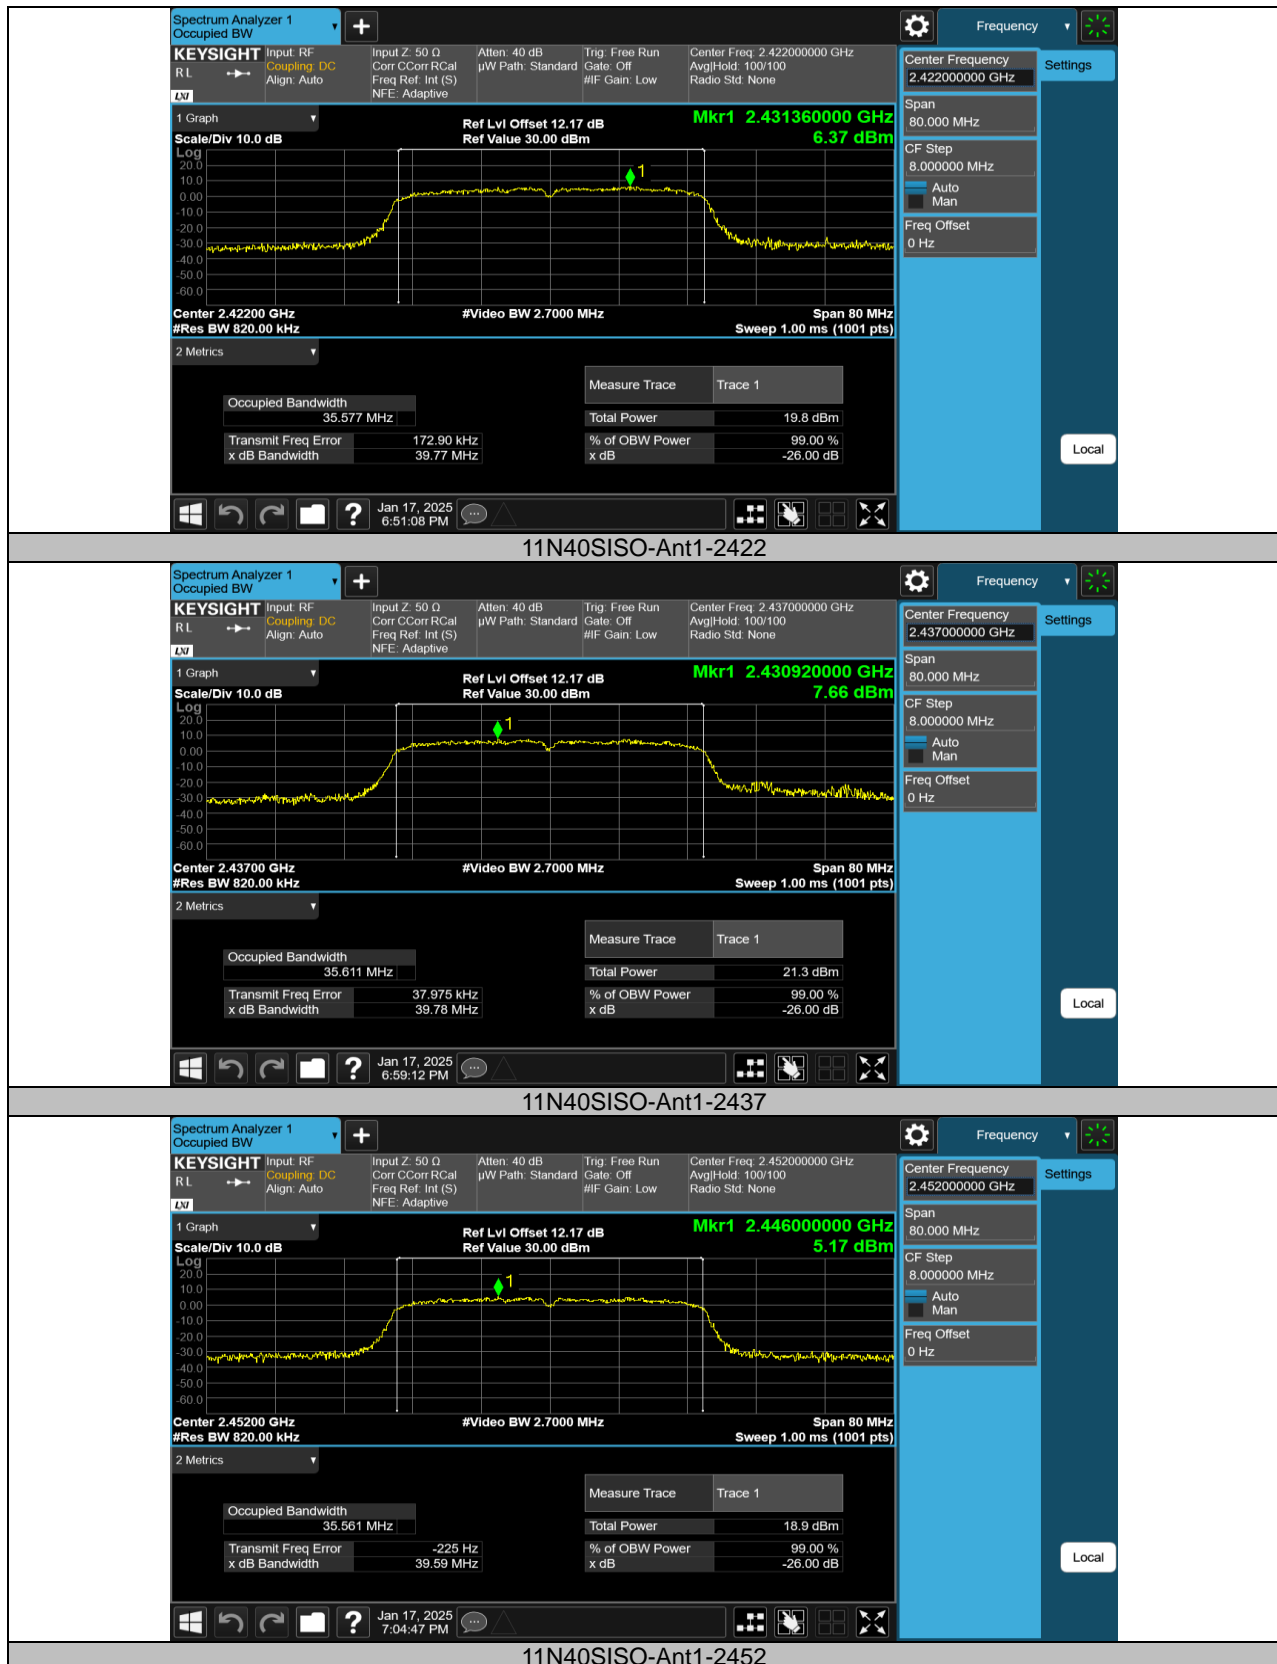 Spectrum Analyzer 1
Occupied BW
Frequency
KEYSIGHT
R L
LXI
Input: RF
Coupling: DC
Align: Auto
Input Z: 50 Ω
Corr CCorr RCal
Freq Ref: Int (S)
NFE: Adaptive
Atten: 40 dB
µW Path: Standard
Trig: Free Run
Gate: Off
#IF Gain: Low
Center Freq: 2.422000000 GHz
Avg|Hold: 100/100
Radio Std: None
Center Frequency
2.422000000 GHz
Settings
Span
80.000 MHz
CF Step
8.000000 MHz
Auto
Man
Freq Offset
0 Hz
Local
1 Graph
Scale/Div 10.0 dB
Ref Lvl Offset 12.17 dB
Ref Value 30.00 dBm
Mkr1 2.431360000 GHz
6.37 dBm
Log
20.0
10.0
0.00
-10.0
-20.0
-30.0
-40.0
-50.0
-60.0
1
Center 2.42200 GHz
#Video BW 2.7000 MHz
Span 80 MHz
#Res BW 820.00 kHz
Sweep 1.00 ms (1001 pts)
2 Metrics
Measure Trace Trace 1
Occupied Bandwidth
35.577 MHz
Total Power 19.8 dBm
Transmit Freq Error 172.90 kHz
% of OBW Power 99.00 %
x dB Bandwidth 39.77 MHz
x dB -26.00 dB
Jan 17, 2025
6:51:08 PM
11N40SISO-Ant1-2422
Spectrum Analyzer 1
Occupied BW
Frequency
KEYSIGHT
R L
LXI
Input: RF
Coupling: DC
Align: Auto
Input Z: 50 Ω
Corr CCorr RCal
Freq Ref: Int (S)
NFE: Adaptive
Atten: 40 dB
µW Path: Standard
Trig: Free Run
Gate: Off
#IF Gain: Low
Center Freq: 2.437000000 GHz
Avg|Hold: 100/100
Radio Std: None
Center Frequency
2.437000000 GHz
Settings
Span
80.000 MHz
CF Step
8.000000 MHz
Auto
Man
Freq Offset
0 Hz
Local
1 Graph
Scale/Div 10.0 dB
Ref Lvl Offset 12.17 dB
Ref Value 30.00 dBm
Mkr1 2.430920000 GHz
7.66 dBm
Log
20.0
10.0
0.00
-10.0
-20.0
-30.0
-40.0
-50.0
-60.0
1
Center 2.43700 GHz
#Video BW 2.7000 MHz
Span 80 MHz
#Res BW 820.00 kHz
Sweep 1.00 ms (1001 pts)
2 Metrics
Measure Trace Trace 1
Occupied Bandwidth
35.611 MHz
Total Power 21.3 dBm
Transmit Freq Error 37.975 kHz
% of OBW Power 99.00 %
x dB Bandwidth 39.78 MHz
x dB -26.00 dB
Jan 17, 2025
6:59:12 PM
11N40SISO-Ant1-2437
Spectrum Analyzer 1
Occupied BW
Frequency
KEYSIGHT
R L
LXI
Input: RF
Coupling: DC
Align: Auto
Input Z: 50 Ω
Corr CCorr RCal
Freq Ref: Int (S)
NFE: Adaptive
Atten: 40 dB
µW Path: Standard
Trig: Free Run
Gate: Off
#IF Gain: Low
Center Freq: 2.452000000 GHz
Avg|Hold: 100/100
Radio Std: None
Center Frequency
2.452000000 GHz
Settings
Span
80.000 MHz
CF Step
8.000000 MHz
Auto
Man
Freq Offset
0 Hz
Local
1 Graph
Scale/Div 10.0 dB
Ref Lvl Offset 12.17 dB
Ref Value 30.00 dBm
Mkr1 2.446000000 GHz
5.17 dBm
Log
20.0
10.0
0.00
-10.0
-20.0
-30.0
-40.0
-50.0
-60.0
1
Center 2.45200 GHz
#Video BW 2.7000 MHz
Span 80 MHz
#Res BW 820.00 kHz
Sweep 1.00 ms (1001 pts)
2 Metrics
Measure Trace Trace 1
Occupied Bandwidth
35.561 MHz
Total Power 18.9 dBm
Transmit Freq Error -225 Hz
% of OBW Power 99.00 %
x dB Bandwidth 39.59 MHz
x dB -26.00 dB
Jan 17, 2025
7:04:47 PM
11N40SISO-Ant1-2452